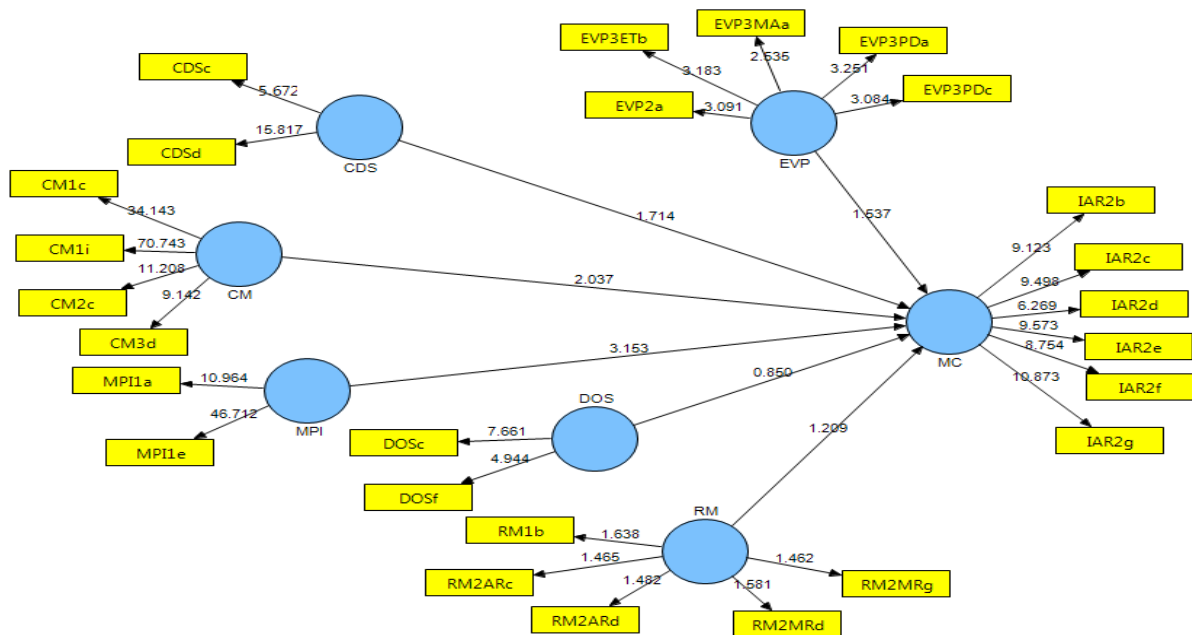 EVP3MAa
EVP3ETb
EVP3PDa
2.535
CDSc
3.183
3.251
EVP3PDc
5.672
EVP2a
3.091
3.084
15.817
CDSd
CDS
EVP
CM1c
34.143
1.714
1.537
IAR2b
CM1i
70.743
9.123
IAR2c
11.208
9.498
CM2c
9.142
CM
2.037
6.269
IAR2d
CM3d
9.573
IAR2e
3.153
8.754
MC
MPI1a
10.964
0.850
10.873
IAR2f
46.712
DOS
MPI
7.661
1.209
DOSc
IAR2g
MPI1e
4.944
DOSf
RM
RM1b
1.638
1.465
1.462
RM2ARc
1.482
1.581
RM2MRg
RM2ARd
RM2MRd